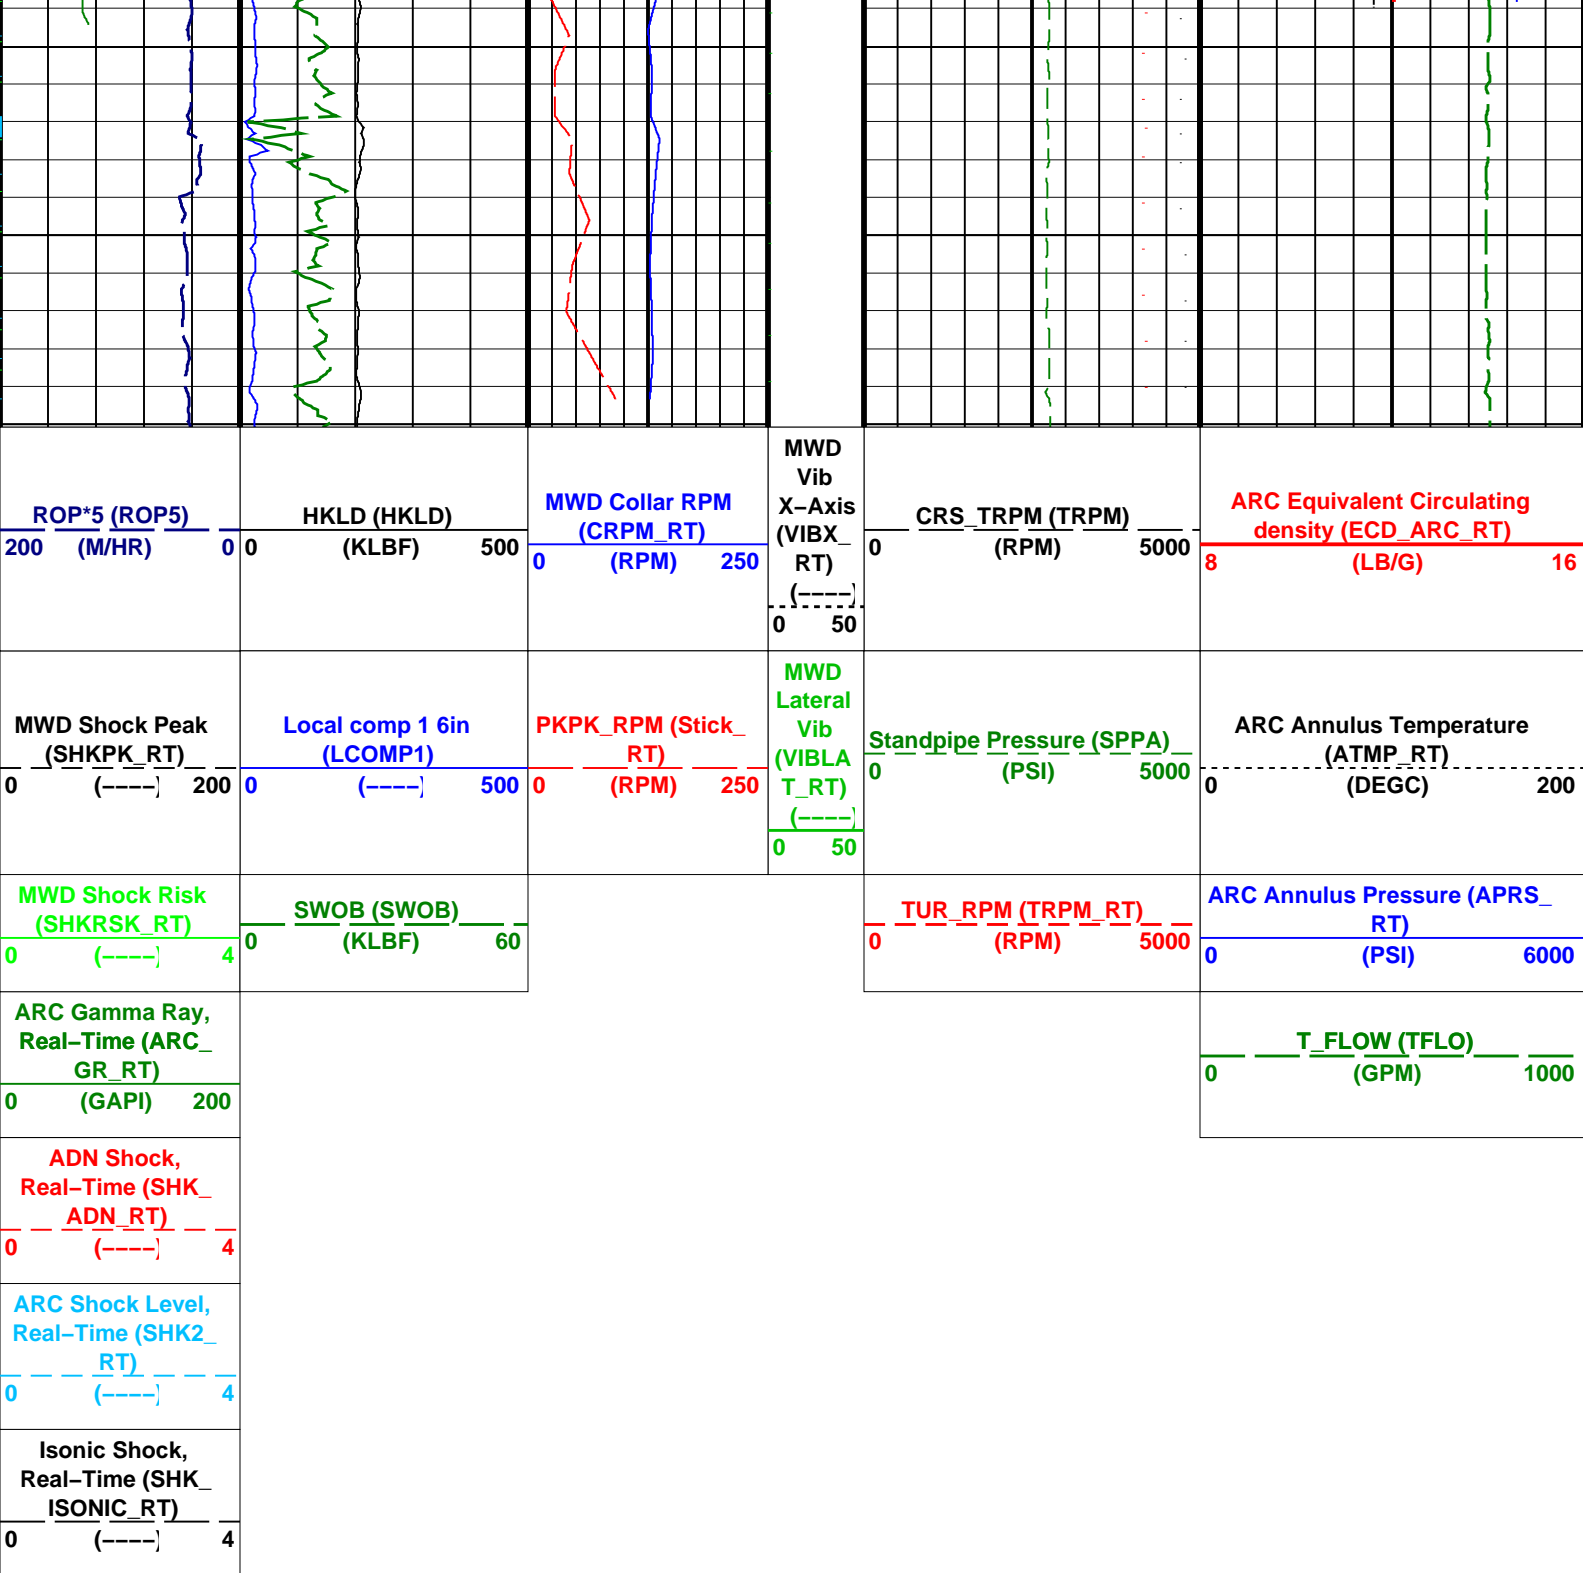 ROP*5 (ROP5)
200 (M/HR) 0
HKLD (HKLD)
0 (KLBF) 500
MWD Collar RPM
(CRPM_RT)
0 (RPM) 250
MWD
Vib
X−Axis
(VIBX_
RT)
(−−−−)
0 50
CRS_TRPM (TRPM)
0 (RPM) 5000
ARC Equivalent Circulating
density (ECD_ARC_RT)
8 (LB/G) 16
MWD Shock Peak
(SHKPK_RT)
0 (−−−−) 200
Local comp 1 6in
(LCOMP1)
0 (−−−−) 500
PKPK_RPM (Stick_
RT)
0 (RPM) 250
MWD
Lateral
Vib
(VIBLA
T_RT)
(−−−−)
0 50
Standpipe Pressure (SPPA)
0 (PSI) 5000
ARC Annulus Temperature
(ATMP_RT)
0 (DEGC) 200
MWD Shock Risk
(SHKRSK_RT)
0 (−−−−) 4
SWOB (SWOB)
0 (KLBF) 60
TUR_RPM (TRPM_RT)
0 (RPM) 5000
ARC Annulus Pressure (APRS_
RT)
0 (PSI) 6000
ARC Gamma Ray,
Real−Time (ARC_
GR_RT)
0 (GAPI) 200
T_FLOW (TFLO)
0 (GPM) 1000
ADN Shock,
Real−Time (SHK_
ADN_RT)
0 (−−−−) 4
ARC Shock Level,
Real−Time (SHK2_
RT)
0 (−−−−) 4
Isonic Shock,
Real−Time (SHK_
ISONIC_RT)
0 (−−−−) 4